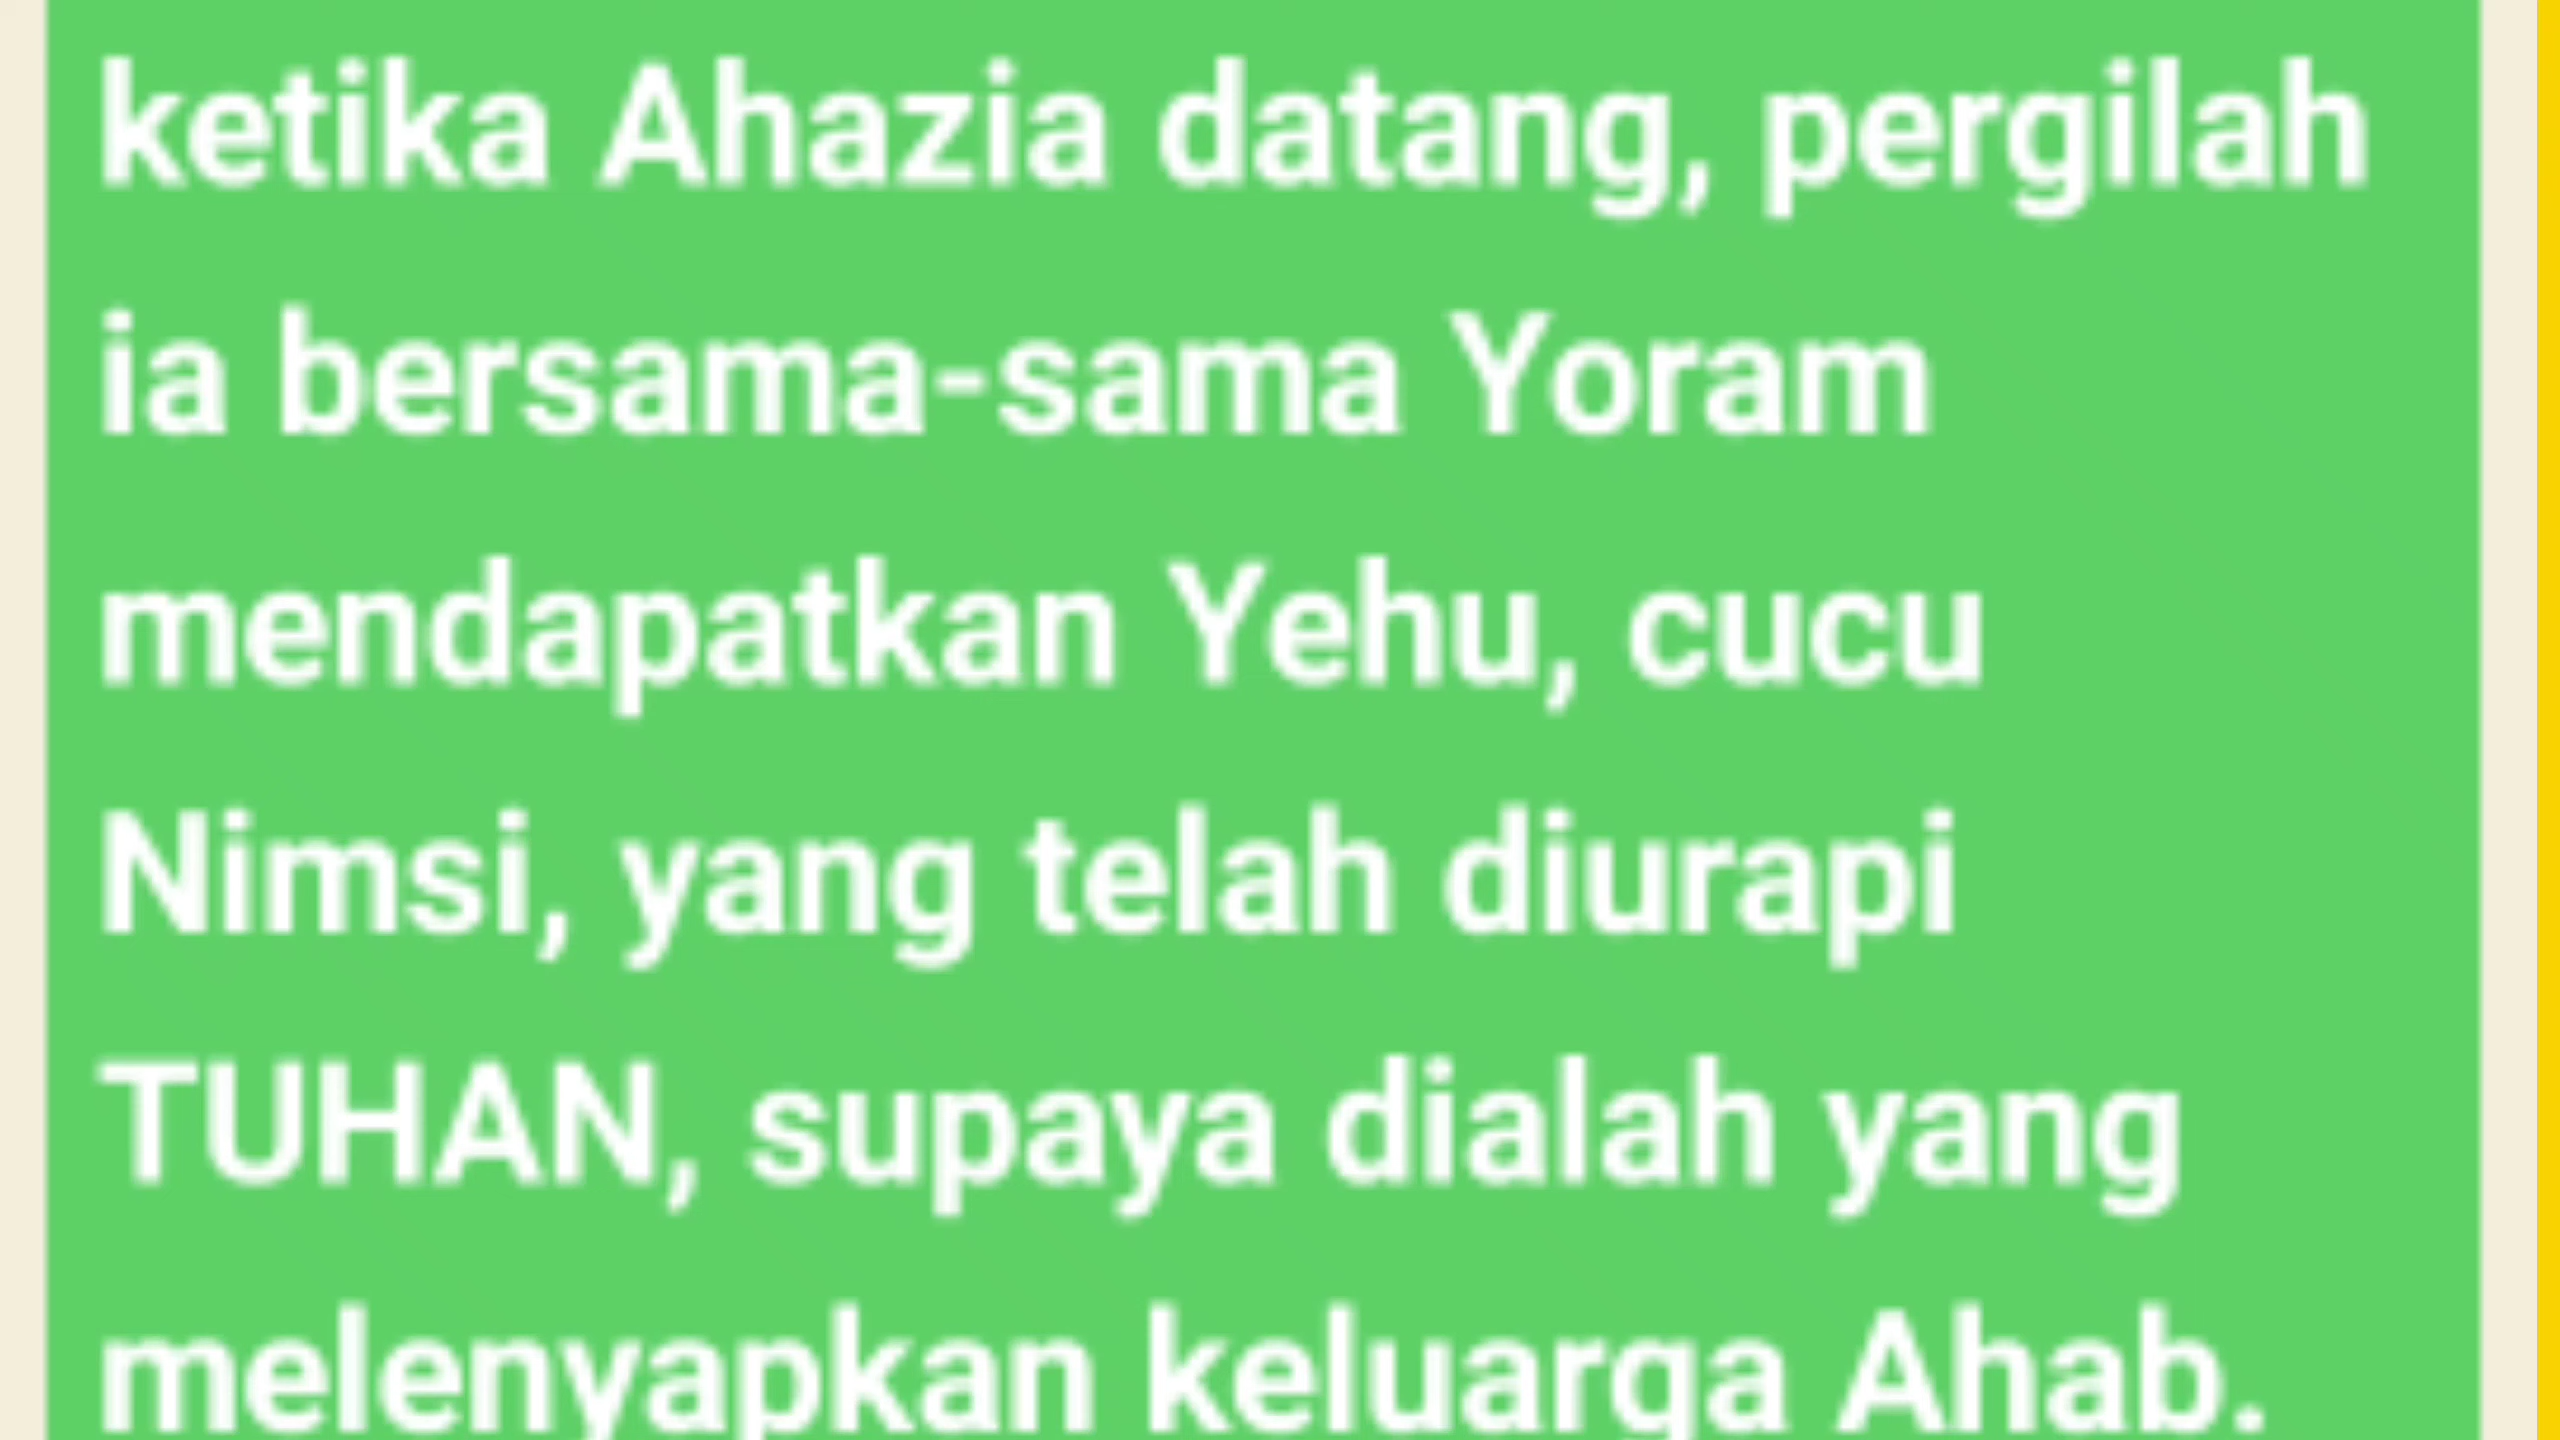 ketika Ahazia datang, pergilah
ia bersama-sama Yoram
mendapatkan Yehu, cucu
Nimsi, yang telah diurapi
TUHAN, supaya dialah yang
melenyapkan keluarga Ahab.